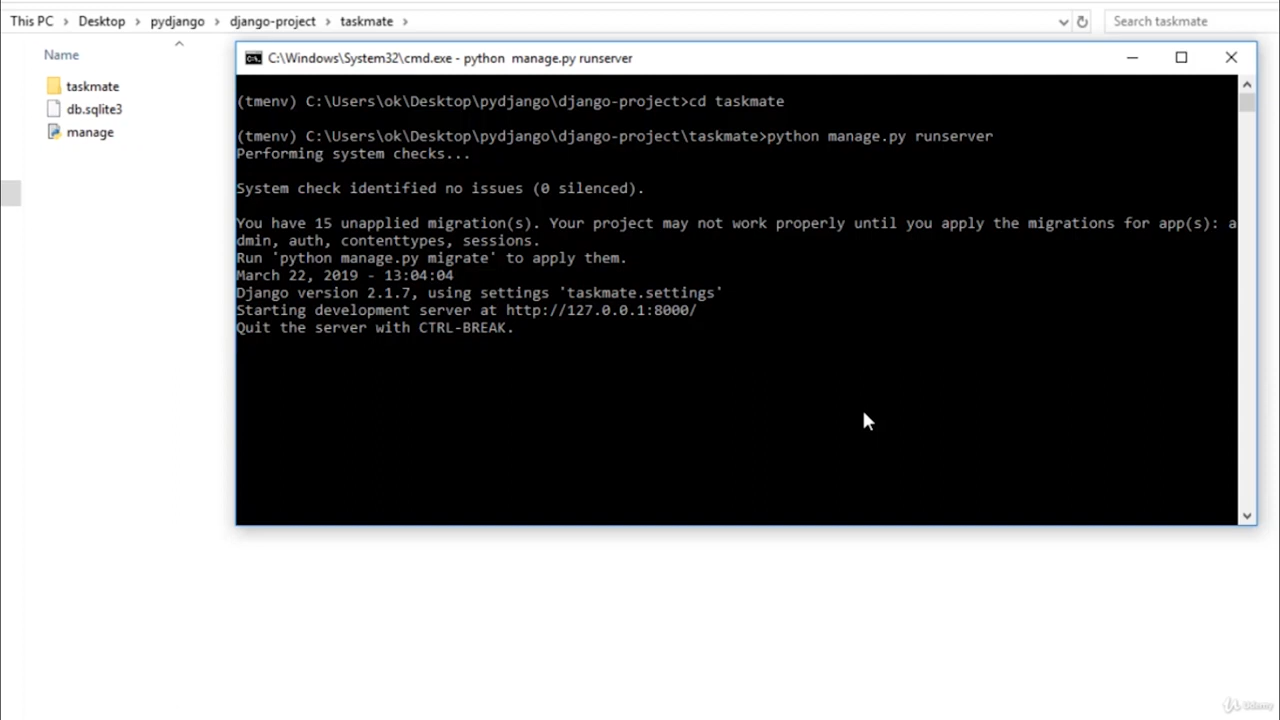 This PC > Desktop > pydjango > django-project > taskmate >
Search taskmate
Name
taskmate
db.sqlite3
manage
C:\Windows\System32\cmd.exe - python manage.py runserver
(tmenv) C:\Users\ok\Desktop\pydjango\django-project>cd taskmate
(tmenv) C:\Users\ok\Desktop\pydjango\django-project\taskmate>python manage.py runserver
Performing system checks...
System check identified no issues (0 silenced).
You have 15 unapplied migration(s). Your project may not work properly until you apply the migrations for app(s): a
dmin, auth, contenttypes, sessions.
Run 'python manage.py migrate' to apply them.
March 22, 2019 - 13:04:04
Django version 2.1.7, using settings 'taskmate.settings'
Starting development server at http://127.0.0.1:8000/
Quit the server with CTRL-BREAK.
Udemy